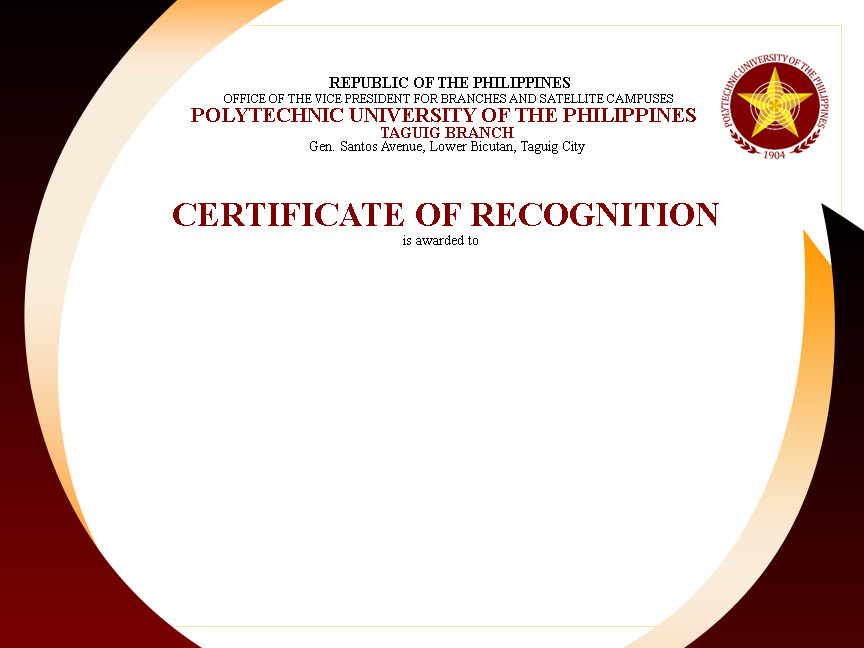 REPUBLIC OF THE PHILIPPINES
OFFICE OF THE VICE PRESIDENT FOR BRANCHES AND SATELLITE CAMPUSES
POLYTECHNIC UNIVERSITY OF THE PHILIPPINES
TAGUIG BRANCH
Gen. Santos Avenue, Lower Bicutan, Taguig City
POLYTECHNIC UNIVERSITY OF THE PHILIPPINES
1904
CERTIFICATE OF RECOGNITION
is awarded to